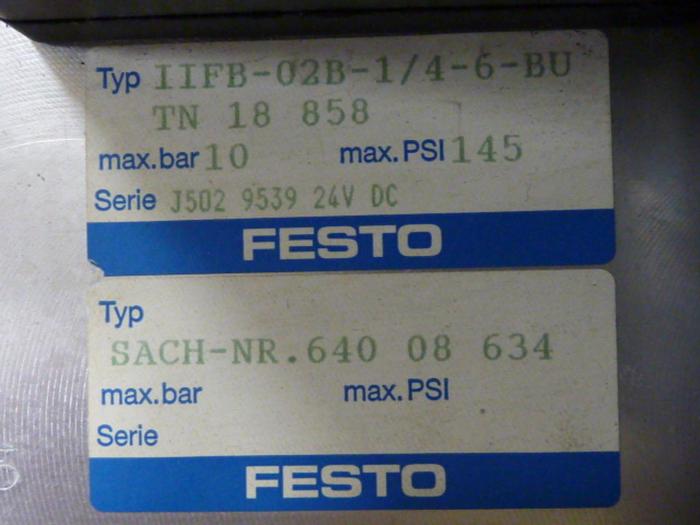 Typ IIFB-02B-1/4-6-BU
TN 18 858
max.bar 10 max.PSI 145
Serie J502 9539 24V DC
FESTO
Typ
SACH-NR.640 08 634
max.bar max.PSI
Serie
FESTO